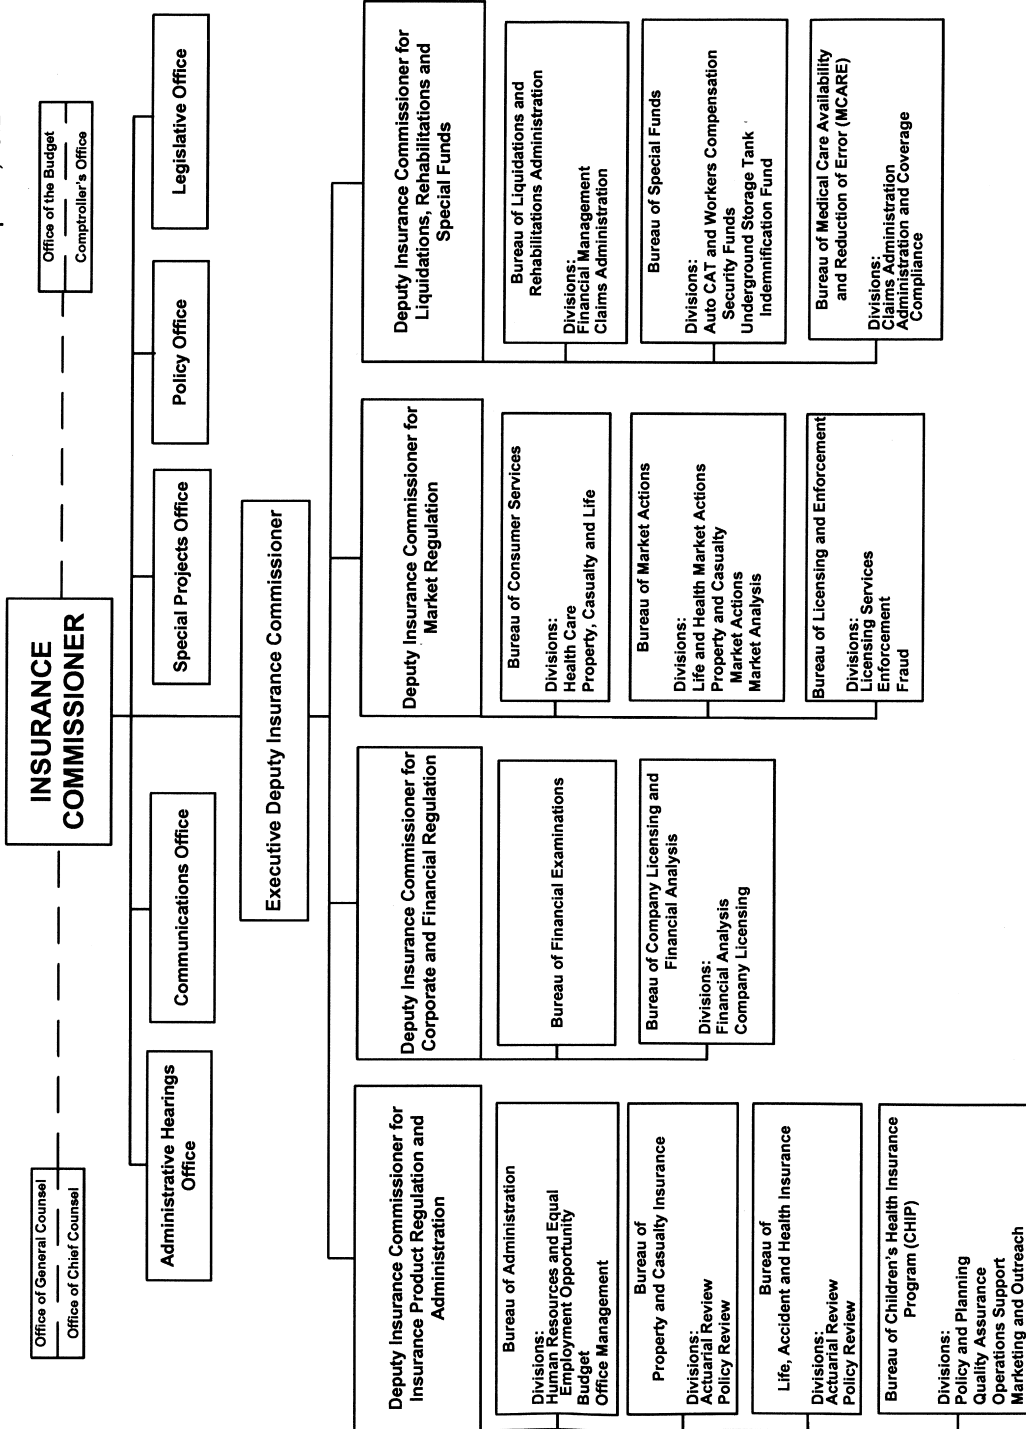 INSURANCE
COMMISSIONER
Office of General Counsel
Office of Chief Counsel
Office of the Budget
Comptroller's Office
Administrative Hearings
Office
Communications Office
Special Projects Office
Policy Office
Legislative Office
Executive Deputy Insurance Commissioner
Deputy Insurance Commissioner for
Insurance Product Regulation and
Administration
Bureau of Administration
Divisions:
Human Resources and Equal
Employment Opportunity
Budget
Office Management
Bureau of
Property and Casualty Insurance
Divisions:
Actuarial Review
Policy Review
Bureau of
Life, Accident and Health Insurance
Divisions:
Actuarial Review
Policy Review
Bureau of Children's Health Insurance
Program (CHIP)
Divisions:
Policy and Planning
Quality Assurance
Operations Support
Marketing and Outreach
Deputy Insurance Commissioner for
Corporate and Financial Regulation
Bureau of Financial Examinations
Bureau of Company Licensing and
Financial Analysis
Divisions:
Financial Analysis
Company Licensing
Deputy Insurance Commissioner for
Market Regulation
Bureau of Consumer Services
Divisions:
Health Care
Property, Casualty and Life
Bureau of Market Actions
Divisions:
Life and Health Market Actions
Property and Casualty
Market Actions
Market Analysis
Bureau of Licensing and Enforcement
Divisions:
Licensing Services
Enforcement
Fraud
Deputy Insurance Commissioner for
Liquidations, Rehabilitations and
Special Funds
Bureau of Liquidations and
Rehabilitations Administration
Divisions:
Financial Management
Claims Administration
Bureau of Special Funds
Divisions:
Auto CAT and Workers Compensation
Security Funds
Underground Storage Tank
Indemnification Fund
Bureau of Medical Care Availability
and Reduction of Error (MCARE)
Divisions:
Claims Administration
Administration and Coverage
Compliance